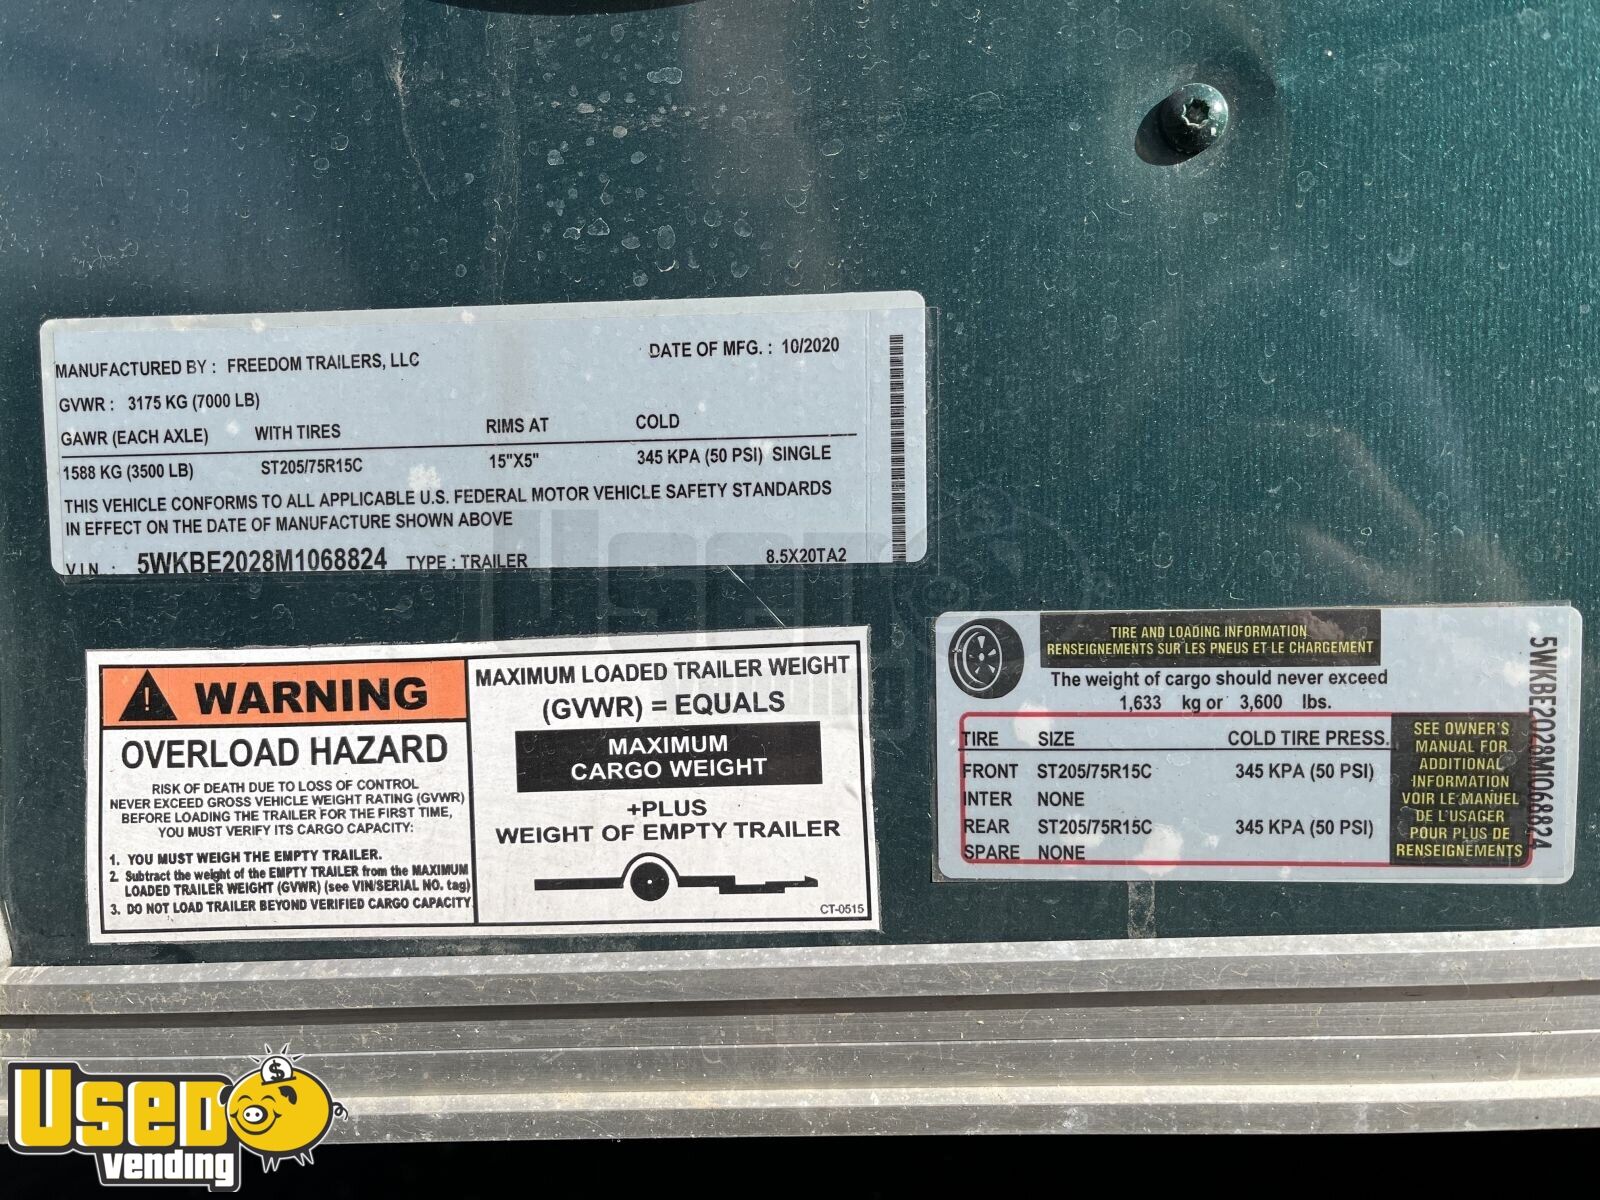 MANUFACTURED BY : FREEDOM TRAILERS, LLC DATE OF MFG. : 10/2020
GVWR : 3175 KG (7000 LB)
GAWR (EACH AXLE) WITH TIRES RIMS AT COLD
1588 KG (3500 LB) ST205/75R15C 15"X5" 345 KPA (50 PSI) SINGLE
THIS VEHICLE CONFORMS TO ALL APPLICABLE U.S. FEDERAL MOTOR VEHICLE SAFETY STANDARDS
IN EFFECT ON THE DATE OF MANUFACTURE SHOWN ABOVE
V.I.N. : 5WKBE2028M1068824 TYPE : TRAILER 8.5X20TA2
WARNING
OVERLOAD HAZARD
RISK OF DEATH DUE TO LOSS OF CONTROL
NEVER EXCEED GROSS VEHICLE WEIGHT RATING (GVWR)
BEFORE LOADING THE TRAILER FOR THE FIRST TIME,
YOU MUST VERIFY ITS CARGO CAPACITY:
1. YOU MUST WEIGH THE EMPTY TRAILER.
2. Subtract the weight of the EMPTY TRAILER from the MAXIMUM
LOADED TRAILER WEIGHT (GVWR) (see VIN/SERIAL NO. tag)
3. DO NOT LOAD TRAILER BEYOND VERIFIED CARGO CAPACITY.
MAXIMUM LOADED TRAILER WEIGHT
(GVWR) = EQUALS
MAXIMUM
CARGO WEIGHT
+PLUS
WEIGHT OF EMPTY TRAILER
CT-0515
TIRE AND LOADING INFORMATION
RENSEIGNEMENTS SUR LES PNEUS ET LE CHARGEMENT
The weight of cargo should never exceed
1,633 kg or 3,600 lbs.
TIRE SIZE COLD TIRE PRESS.
FRONT ST205/75R15C 345 KPA (50 PSI)
INTER NONE
REAR ST205/75R15C 345 KPA (50 PSI)
SPARE NONE
SEE OWNER'S
MANUAL FOR
ADDITIONAL
INFORMATION
VOIR LE MANUEL
DE L'USAGER
POUR PLUS DE
RENSEIGNEMENTS
5WKBE2028M1068824
USED
vending